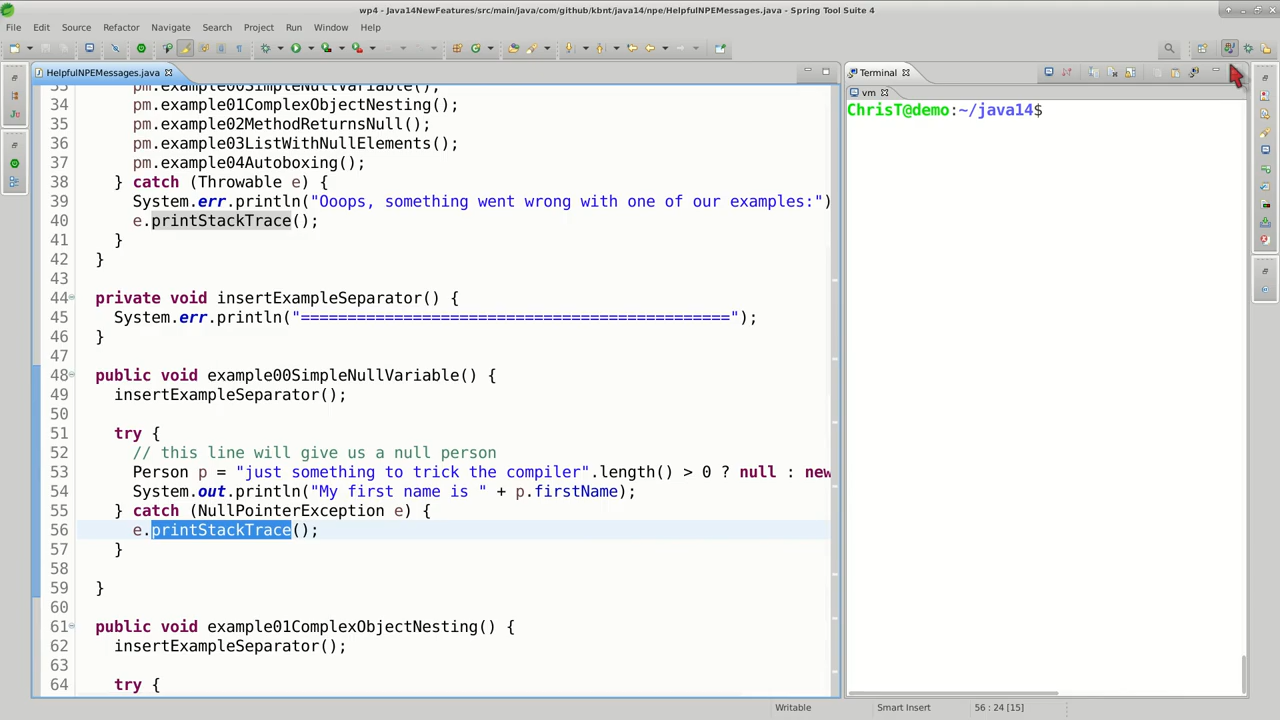 wp4 - Java14NewFeatures/src/main/java/com/github/kbnt/java14/npe/HelpfulNPEMessages.java - Spring Tool Suite 4
File Edit Source Refactor Navigate Search Project Run Window Help
HelpfulNPEMessages.java
33 pm.example00SimpleNullVariable();
34 pm.example01ComplexObjectNesting();
35 pm.example02MethodReturnsNull();
36 pm.example03ListWithNullElements();
37 pm.example04Autoboxing();
38 } catch (Throwable e) {
39 System.err.println("Ooops, something went wrong with one of our examples:")
40 e.printStackTrace();
41 }
42 }
43
44 private void insertExampleSeparator() {
45 System.err.println("==============================================");
46 }
47
48 public void example00SimpleNullVariable() {
49 insertExampleSeparator();
50
51 try {
52 // this line will give us a null person
53 Person p = "just something to trick the compiler".length() > 0 ? null : new
54 System.out.println("My first name is " + p.firstName);
55 } catch (NullPointerException e) {
56 e.printStackTrace();
57 }
58
59 }
60
61 public void example01ComplexObjectNesting() {
62 insertExampleSeparator();
63
64 try {
Terminal
vm
ChrisT@demo:~/java14$
Writable
Smart Insert
56 : 24 [15]